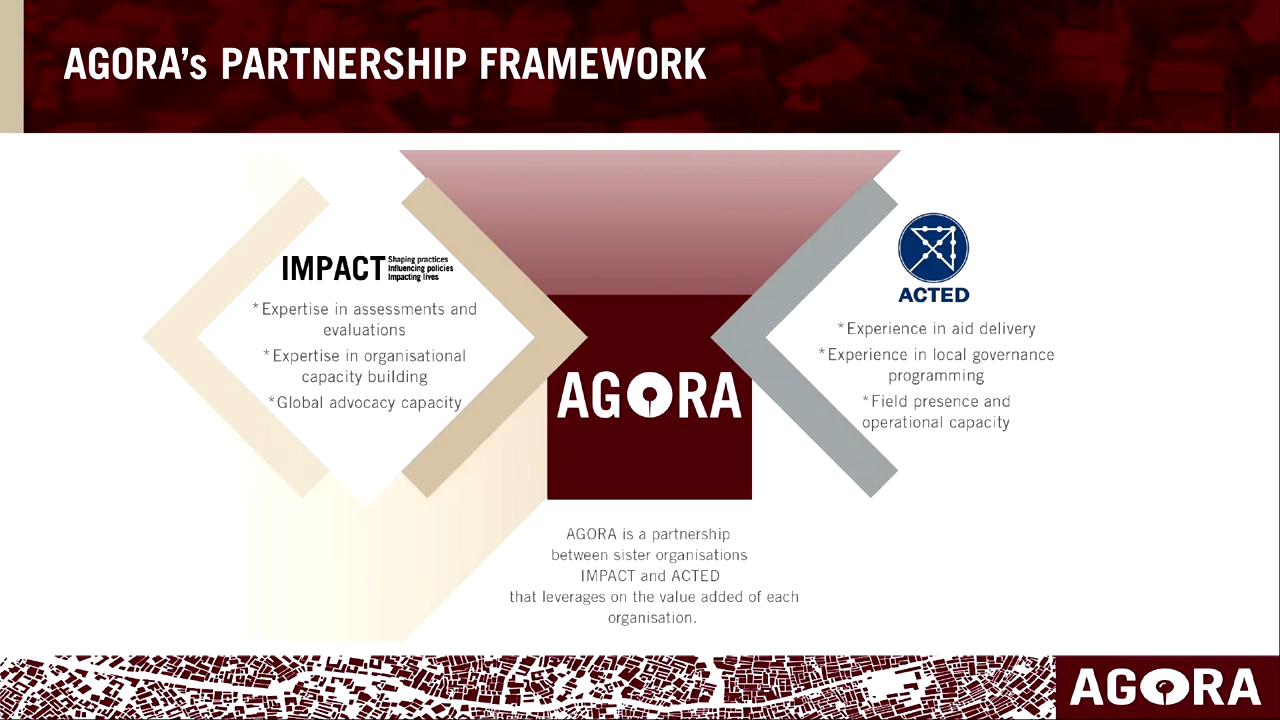 AGORA's PARTNERSHIP FRAMEWORK
IMPACT
Shaping practices
Influencing policies
Impacting lives
*Expertise in assessments and
evaluations
*Expertise in organisational
capacity building
*Global advocacy capacity
AGORA
ACTED
*Experience in aid delivery
*Experience in local governance
programming
*Field presence and
operational capacity
AGORA is a partnership
between sister organisations
IMPACT and ACTED
that leverages on the value added of each
organisation.
AGORA